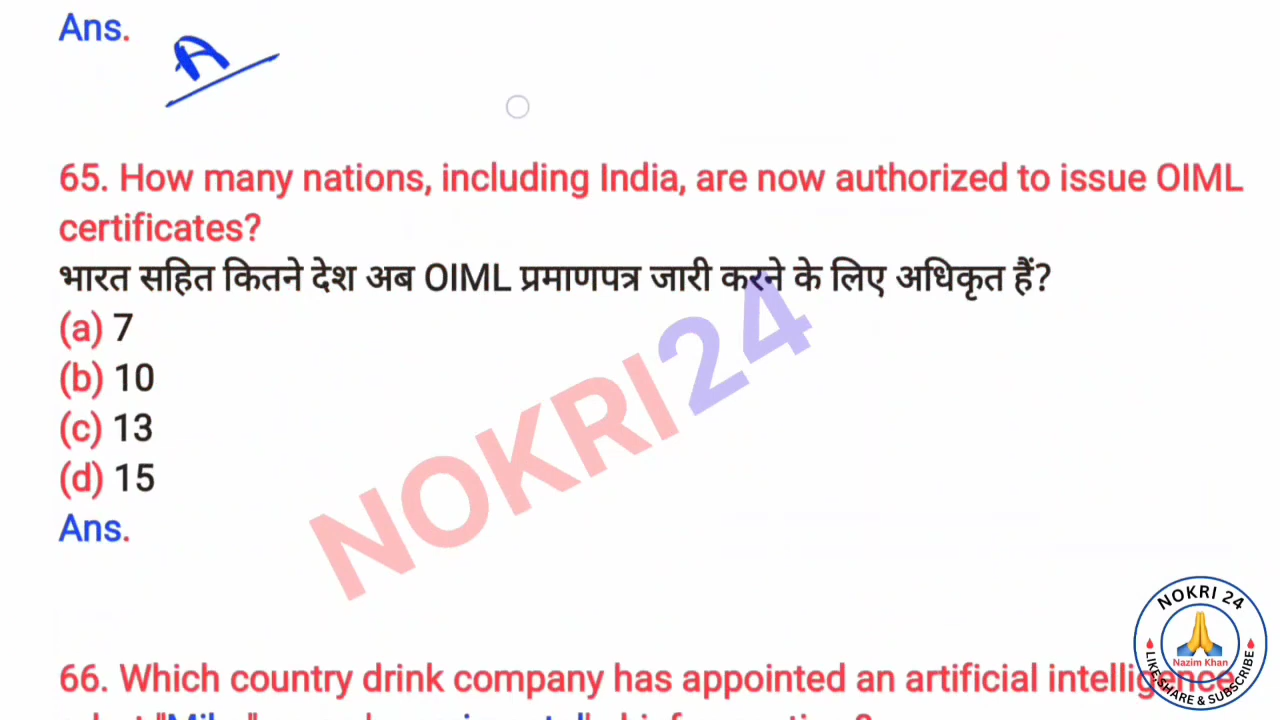 Ans.
A
65. How many nations, including India, are now authorized to issue OIML
certificates?
भारत सहित कितने देश अब OIML प्रमाणपत्र जारी करने के लिए अधिकृत हैं?
(a) 7
(b) 10
(c) 13
(d) 15
Ans.
NOKRI24
NOKRI 24
Nazim Khan
LIKE,SHARE & SUBSCRIBE
66. Which country drink company has appointed an artificial intelligence